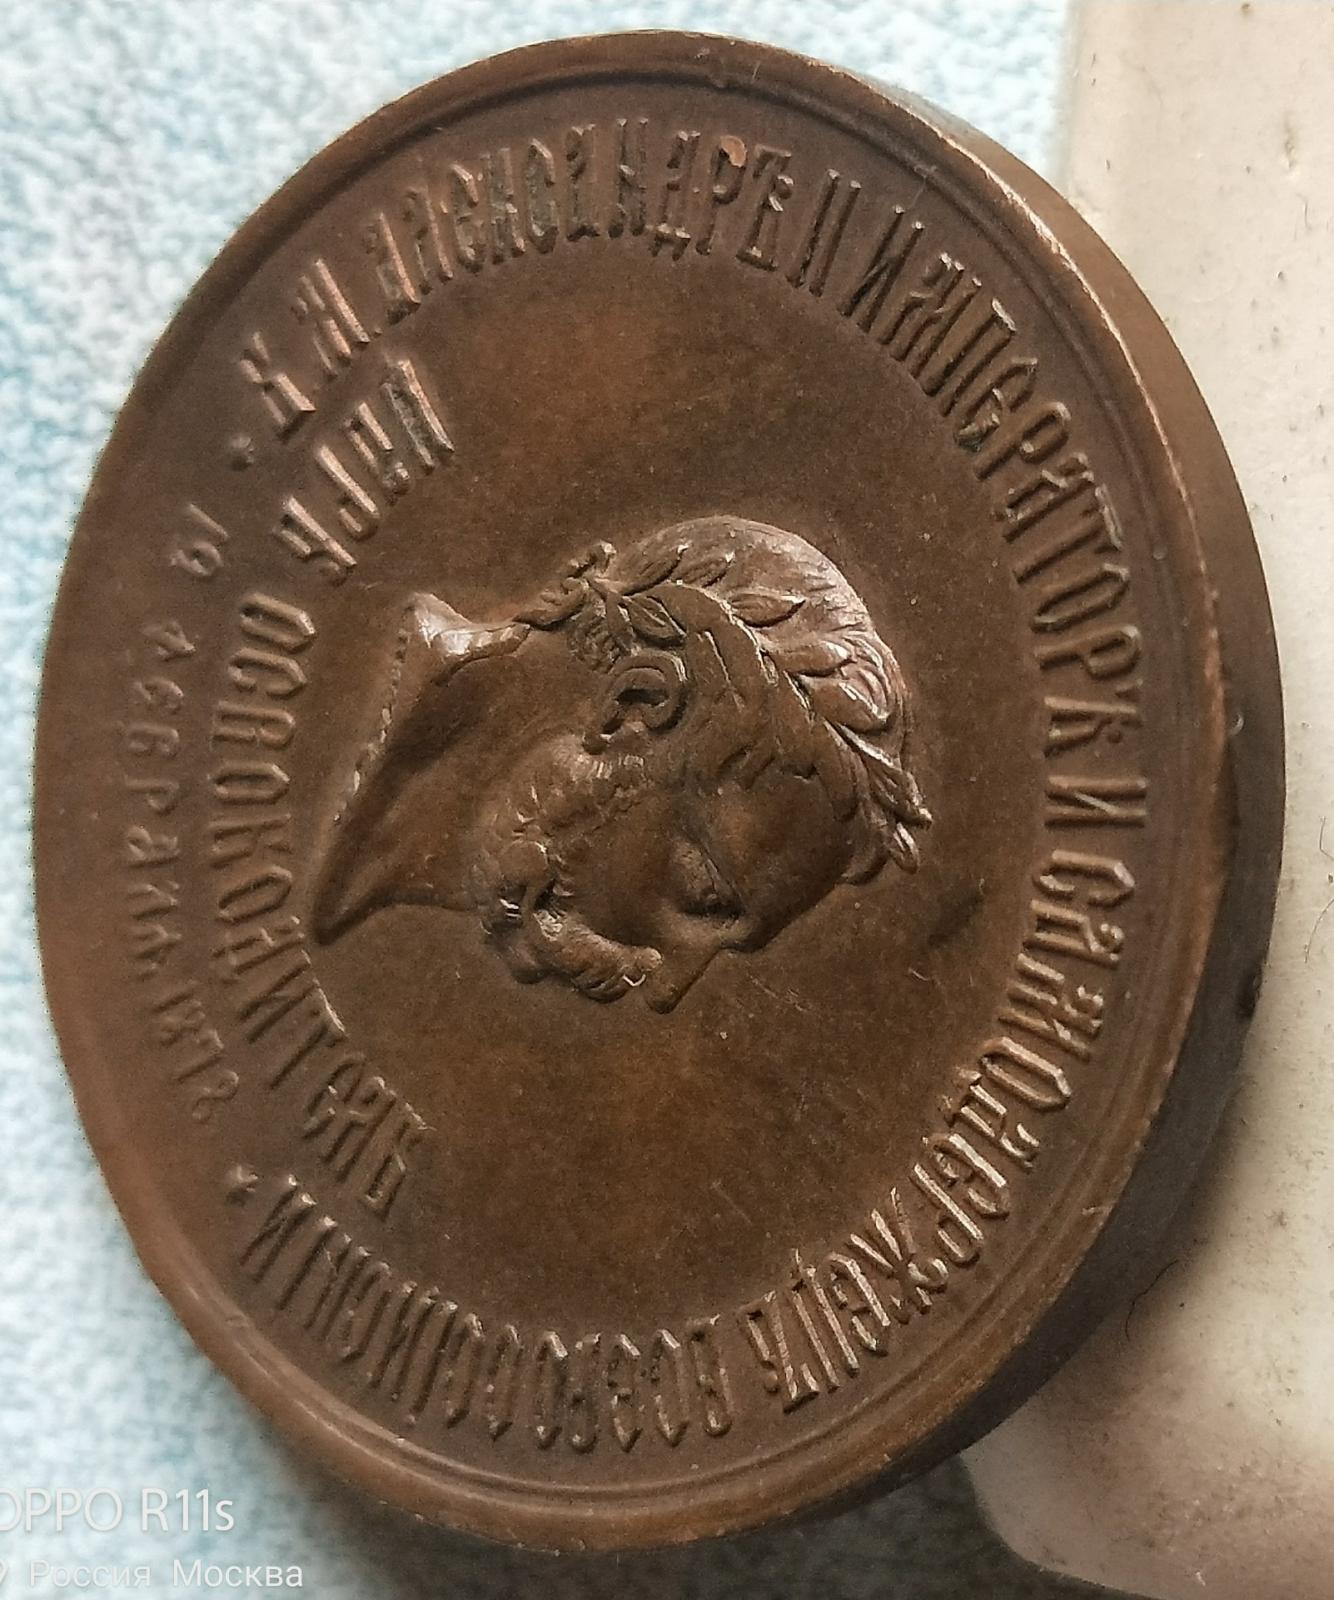 Б. М. АЛЕКСАНДРЪ II ИМПЕРАТОРЪ И САМОДЕРЖЕЦЪ ВСЕРОССІЙСКІЙ
ЦАРЬ ОСВОБОДИТЕЛЬ
19 ФЕВРАЛЯ 1878
OPPO R11s
Россия Москва